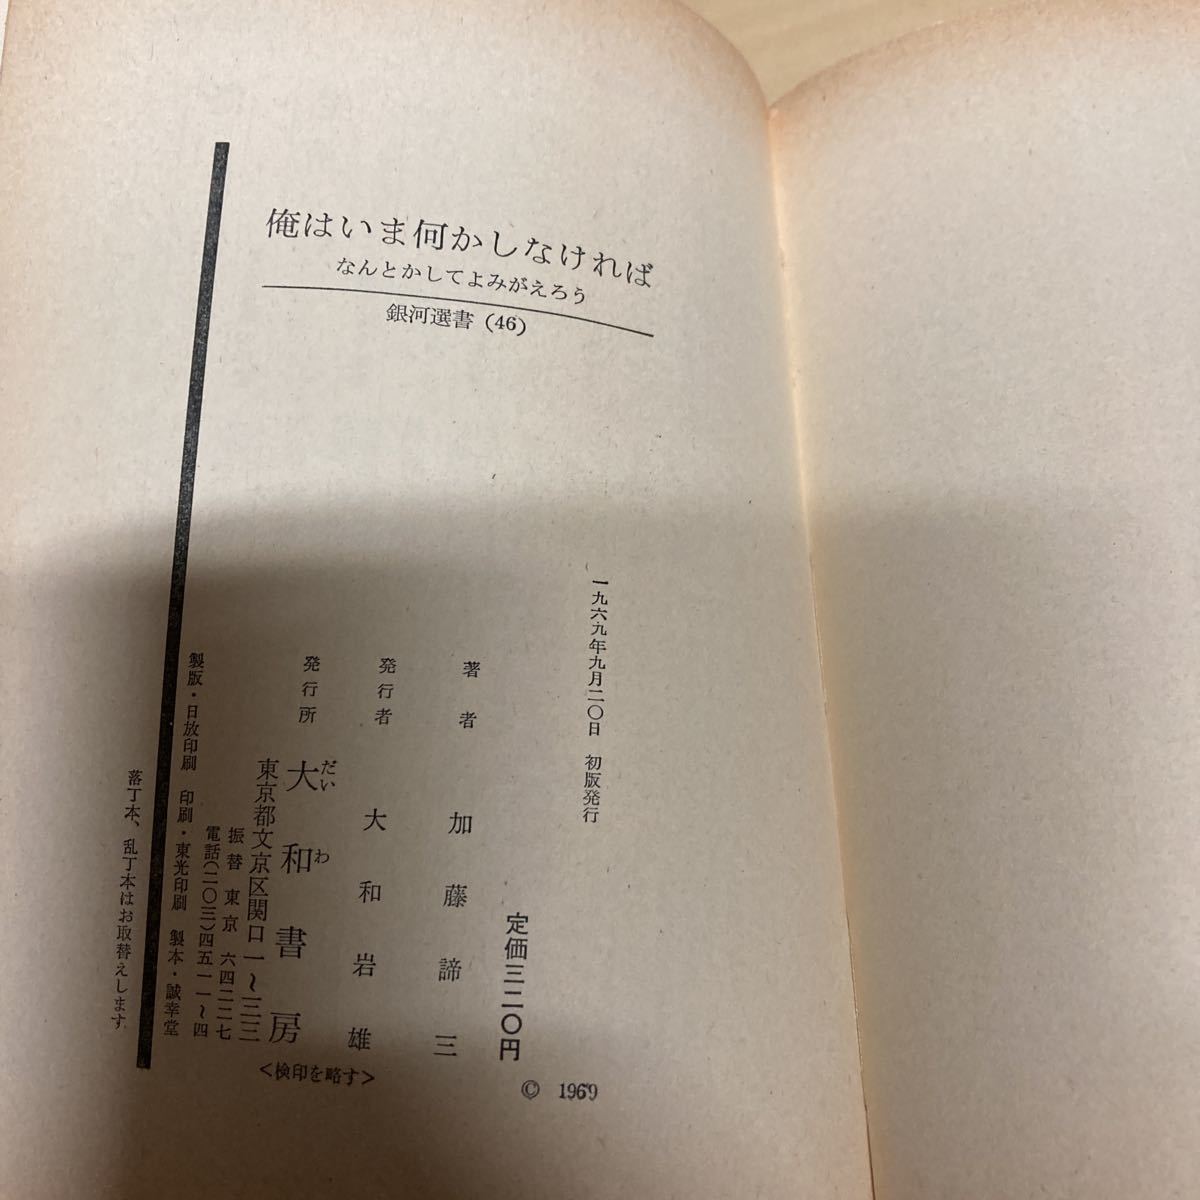 俺はいま何かしなければ
なんとかしてよみがえろう
銀河選書（46）
一九六九年九月二〇日　初版発行
定価三二〇円
著者　加藤諦三
発行者　大和岩雄
発行所　大和書房
だいわ
東京都文京区関口一〜三三
振替東京六四二二七
電話(二〇三)四五一一〜四
製版・日放印刷　印刷・東光印刷　製本・誠幸堂
落丁本、乱丁本はお取替えします
＜検印を略す＞
© 1969